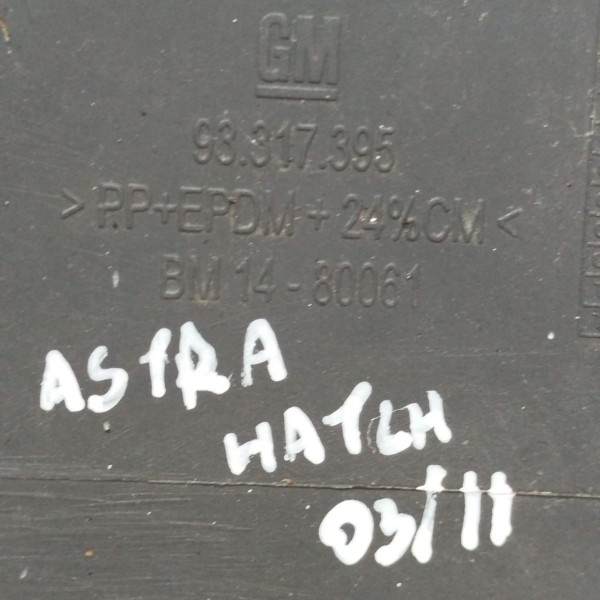 GM
93.317.395
> PP+EPDM + 24%CM <
BM 14 - 80061
ASTRA
HATCH
03/11